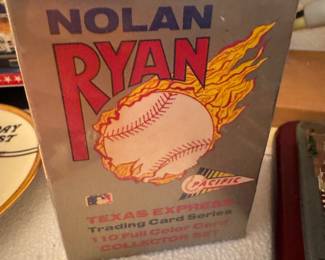 NOLAN
RYAN
PACIFIC
TEXAS EXPRESS
Trading Card Series
110 Full Color Card
COLLECTOR SET